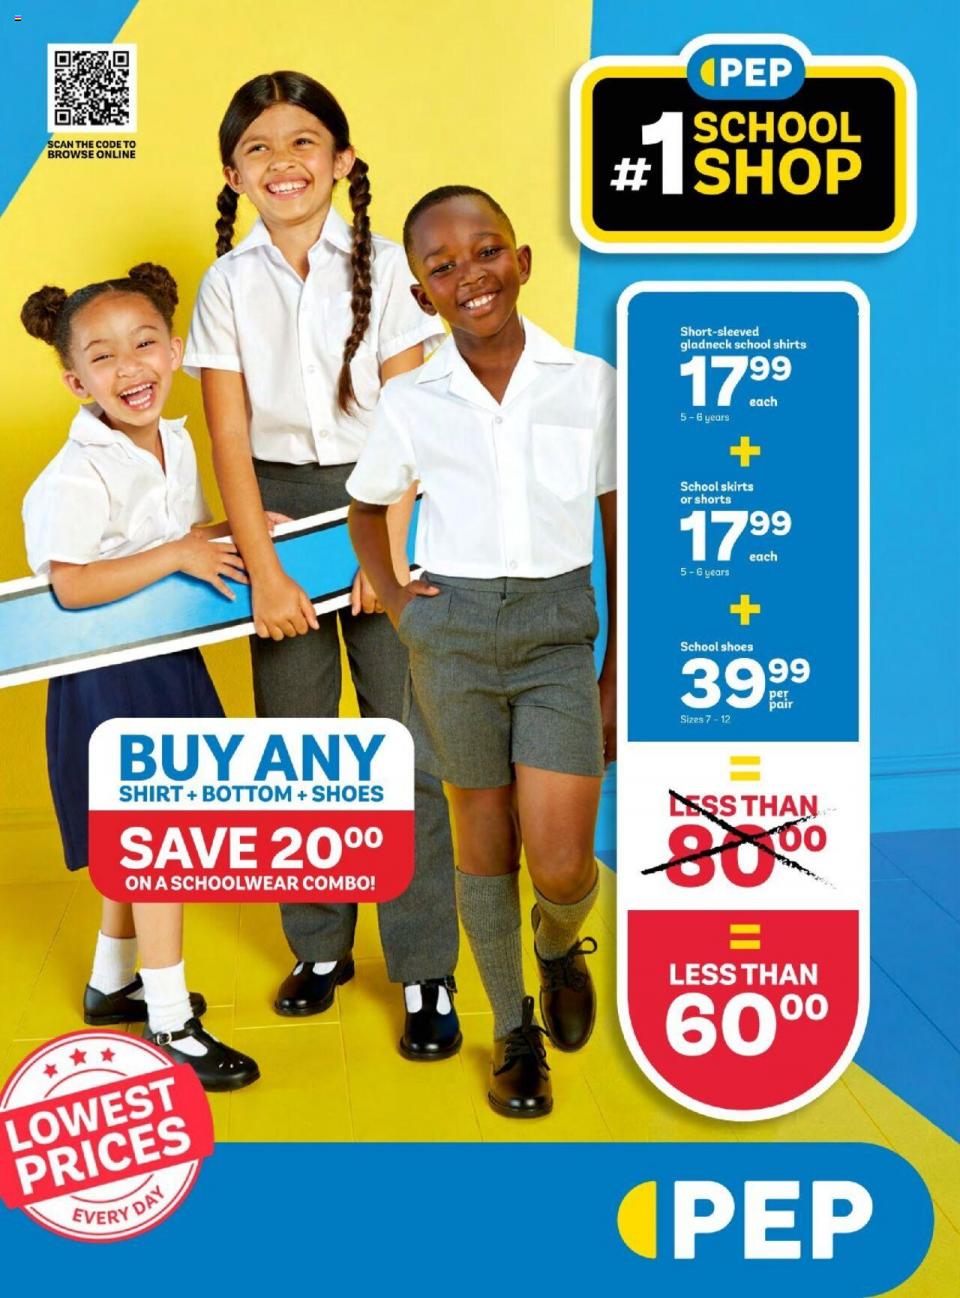 SCAN THE CODE TO
BROWSE ONLINE
PEP
#1 SCHOOL
SHOP
Short-sleeved
gladneck school shirts
17 99
each
5 – 6 years
+
School skirts
or shorts
17 99
each
5 – 6 years
+
School shoes
39 99
per
pair
Sizes 7 – 12
=
LESS THAN
80 00
=
LESS THAN
60 00
BUY ANY
SHIRT + BOTTOM + SHOES
SAVE 20 00
ON A SCHOOLWEAR COMBO!
LOWEST
PRICES
EVERY DAY
PEP